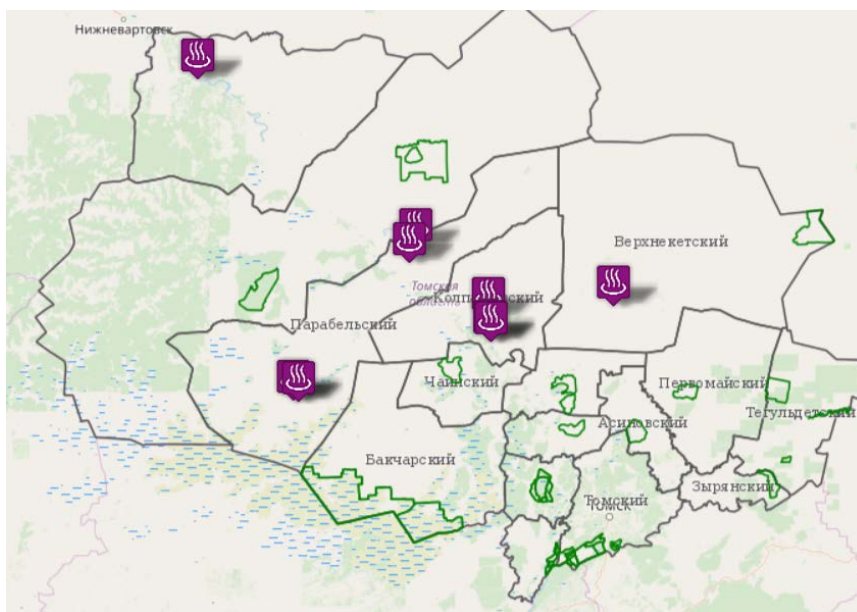 Нижневартовск
Верхнекетский
Томская
область
Колпашевский
Парабельский
Чаинский
Первомайский
Тегульдетский
Асиновский
Бакчарский
Зырянский
Томский
Томск